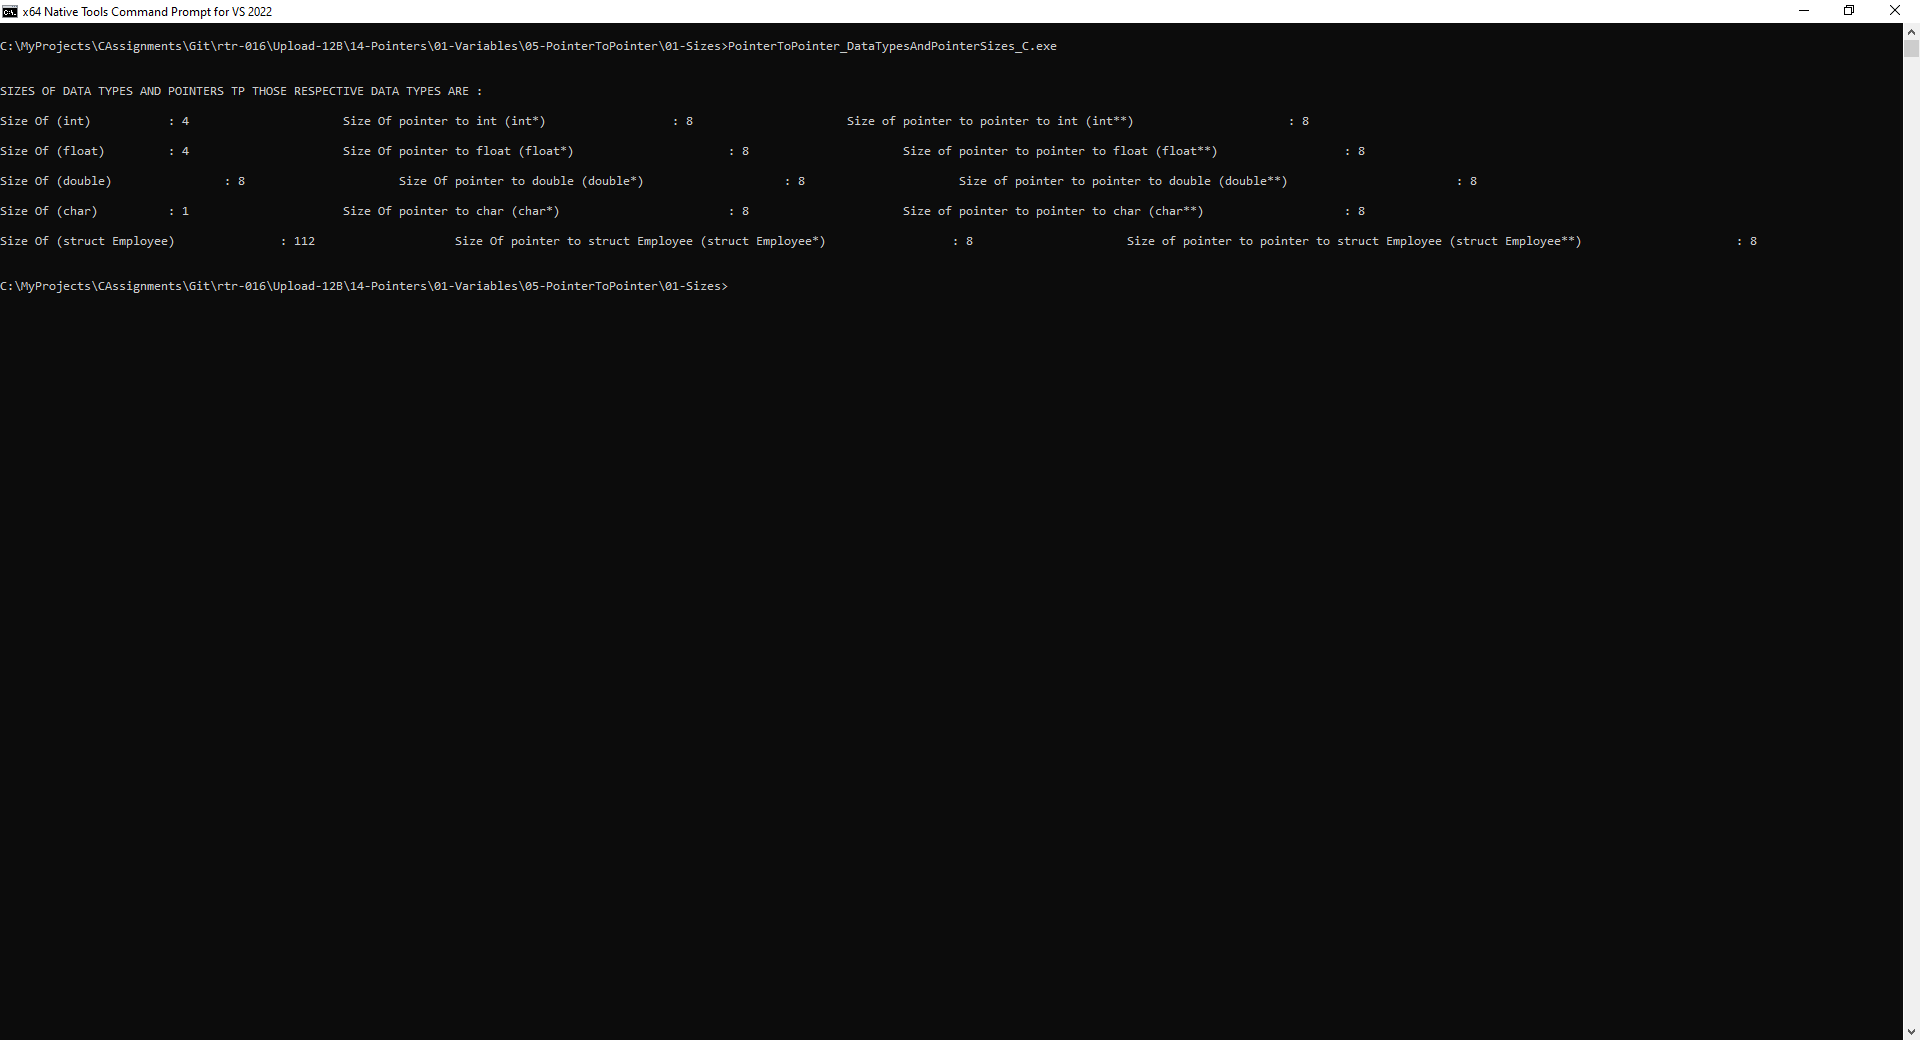 x64 Native Tools Command Prompt for VS 2022
C:\MyProjects\CAssignments\Git\rtr-016\Upload-12B\14-Pointers\01-Variables\05-PointerToPointer\01-Sizes>PointerToPointer_DataTypesAndPointerSizes_C.exe
SIZES OF DATA TYPES AND POINTERS TP THOSE RESPECTIVE DATA TYPES ARE :
Size Of (int) : 4 Size Of pointer to int (int*) : 8 Size of pointer to pointer to int (int**) : 8
Size Of (float) : 4 Size Of pointer to float (float*) : 8 Size of pointer to pointer to float (float**) : 8
Size Of (double) : 8 Size Of pointer to double (double*) : 8 Size of pointer to pointer to double (double**) : 8
Size Of (char) : 1 Size Of pointer to char (char*) : 8 Size of pointer to pointer to char (char**) : 8
Size Of (struct Employee) : 112 Size Of pointer to struct Employee (struct Employee*) : 8 Size of pointer to pointer to struct Employee (struct Employee**) : 8
C:\MyProjects\CAssignments\Git\rtr-016\Upload-12B\14-Pointers\01-Variables\05-PointerToPointer\01-Sizes>